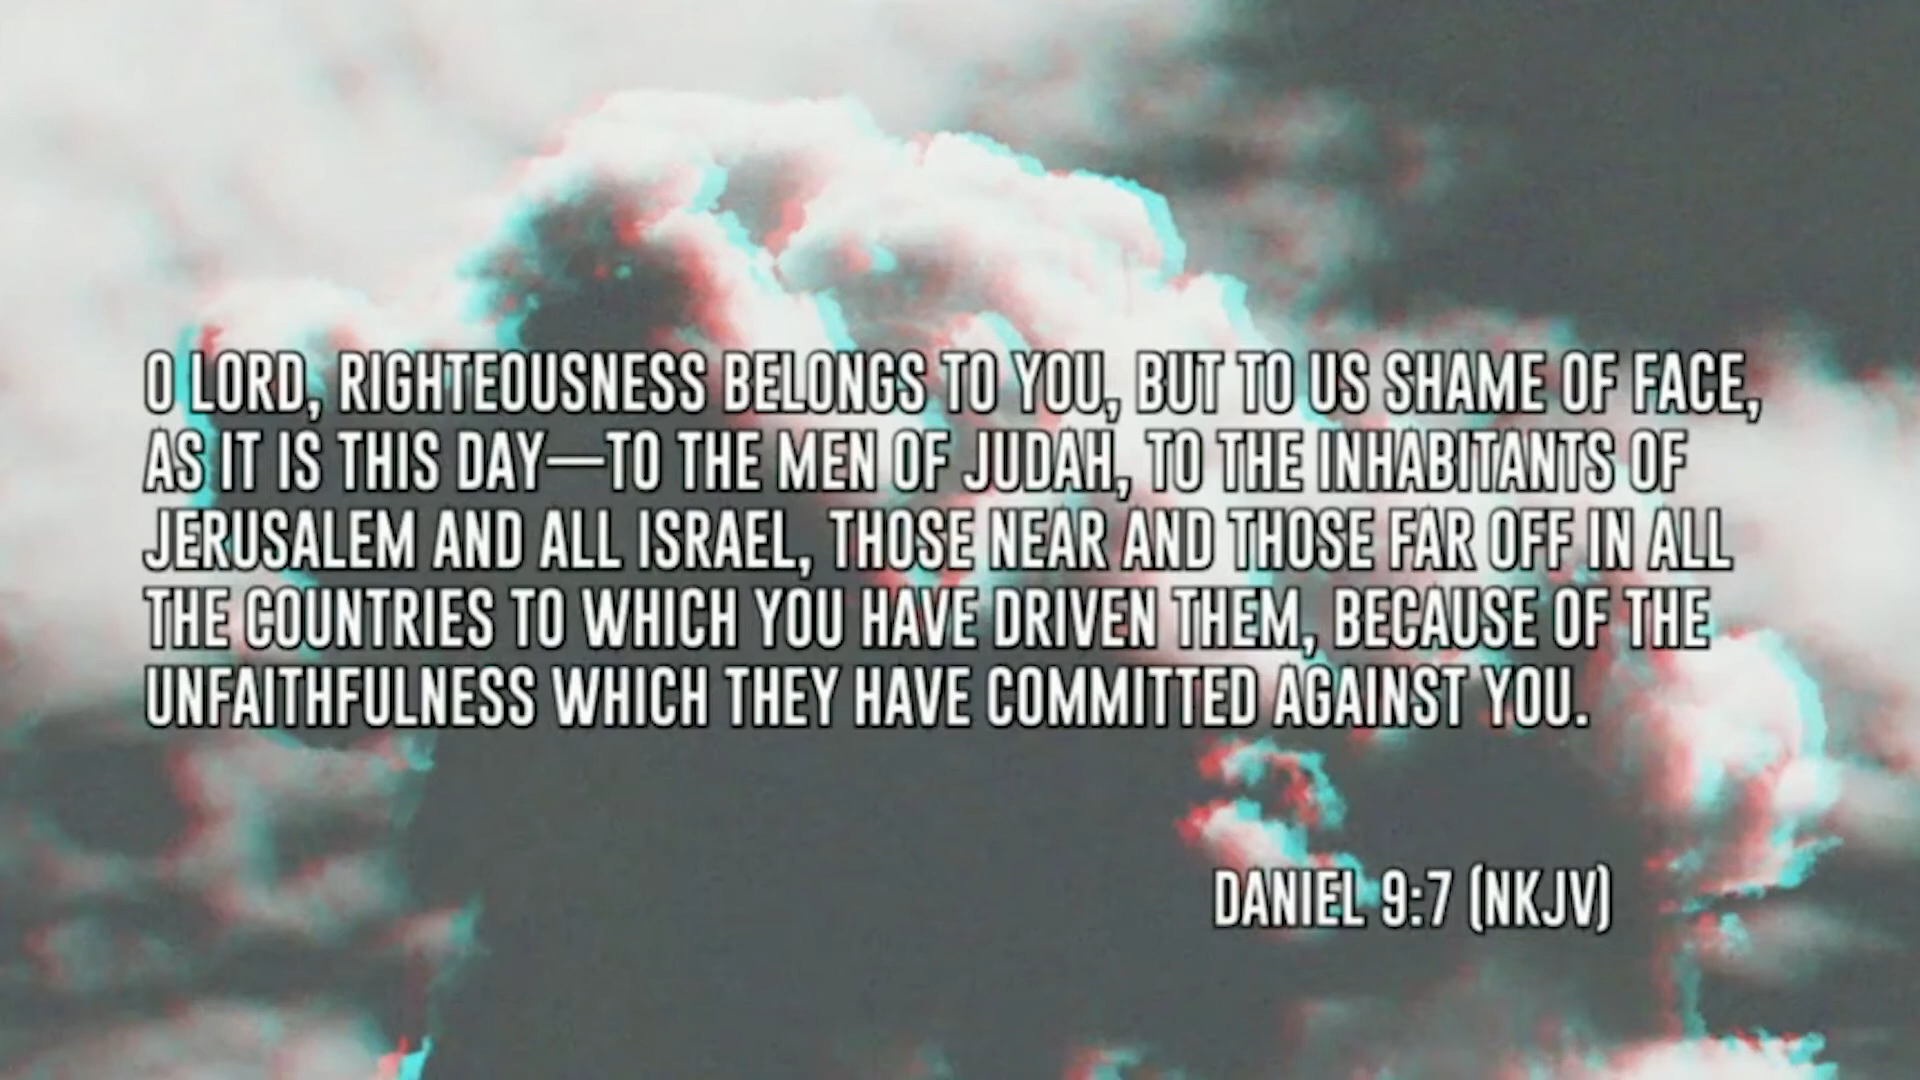 O LORD, RIGHTEOUSNESS BELONGS TO YOU, BUT TO US SHAME OF FACE,
AS IT IS THIS DAY—TO THE MEN OF JUDAH, TO THE INHABITANTS OF
JERUSALEM AND ALL ISRAEL, THOSE NEAR AND THOSE FAR OFF IN ALL
THE COUNTRIES TO WHICH YOU HAVE DRIVEN THEM, BECAUSE OF THE
UNFAITHFULNESS WHICH THEY HAVE COMMITTED AGAINST YOU.
DANIEL 9:7 (NKJV)